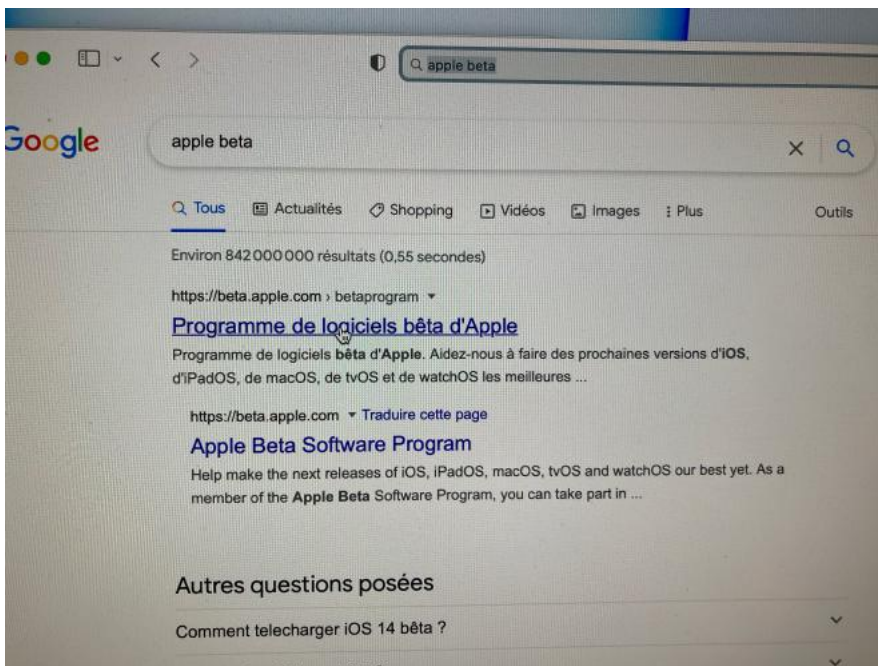 apple beta
Google
apple beta
Tous Actualités Shopping Vidéos Images Plus Outils
Environ 842 000 000 résultats (0,55 secondes)
https://beta.apple.com › betaprogram
Programme de logiciels bêta d'Apple
Programme de logiciels bêta d'Apple. Aidez-nous à faire des prochaines versions d'iOS,
d'iPadOS, de macOS, de tvOS et de watchOS les meilleures ...
https://beta.apple.com Traduire cette page
Apple Beta Software Program
Help make the next releases of iOS, iPadOS, macOS, tvOS and watchOS our best yet. As a
member of the Apple Beta Software Program, you can take part in ...
Autres questions posées
Comment telecharger iOS 14 bêta ?